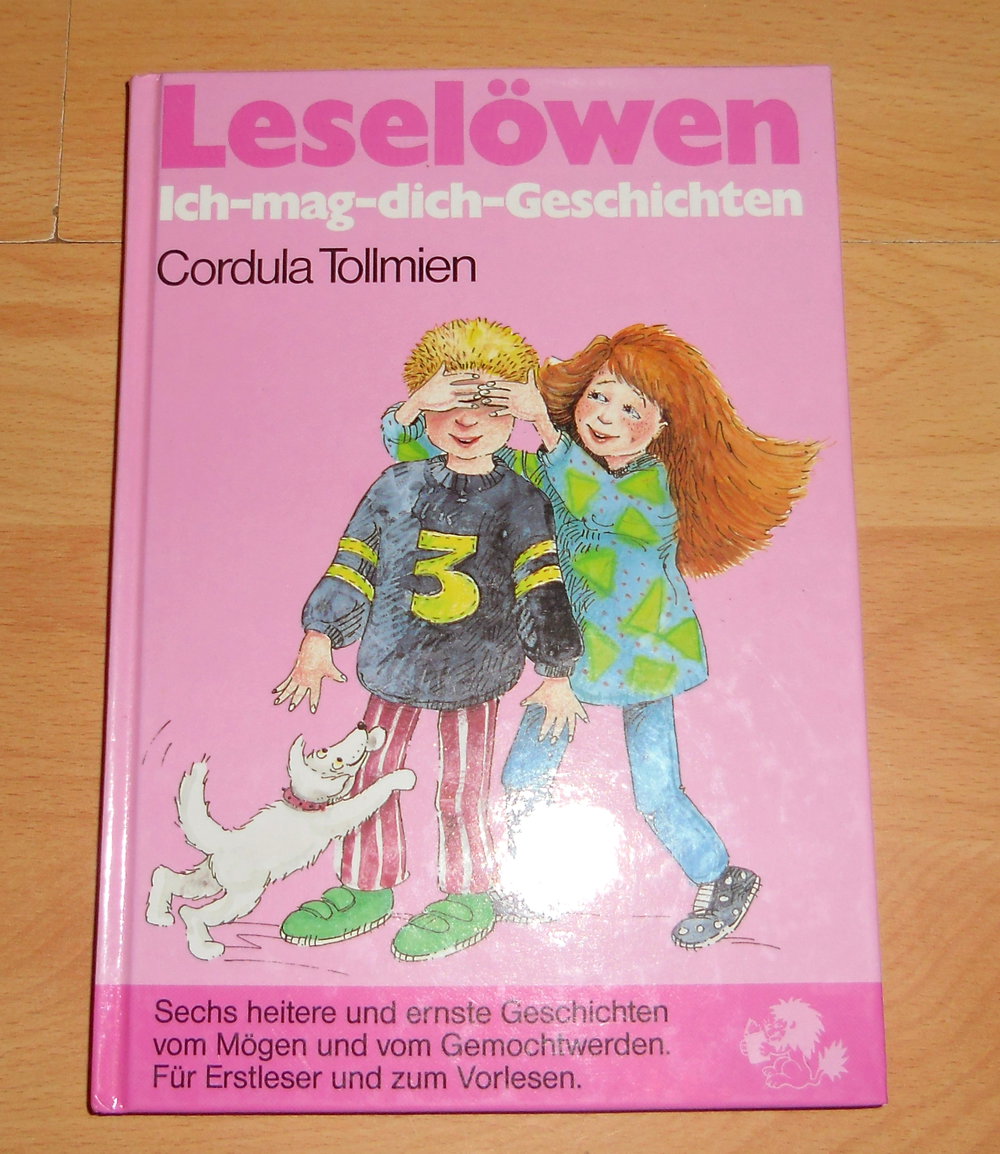 Leselöwen
Ich-mag-dich-Geschichten
Cordula Tollmien
3
Sechs heitere und ernste Geschichten
vom Mögen und vom Gemochtwerden.
Für Erstleser und zum Vorlesen.